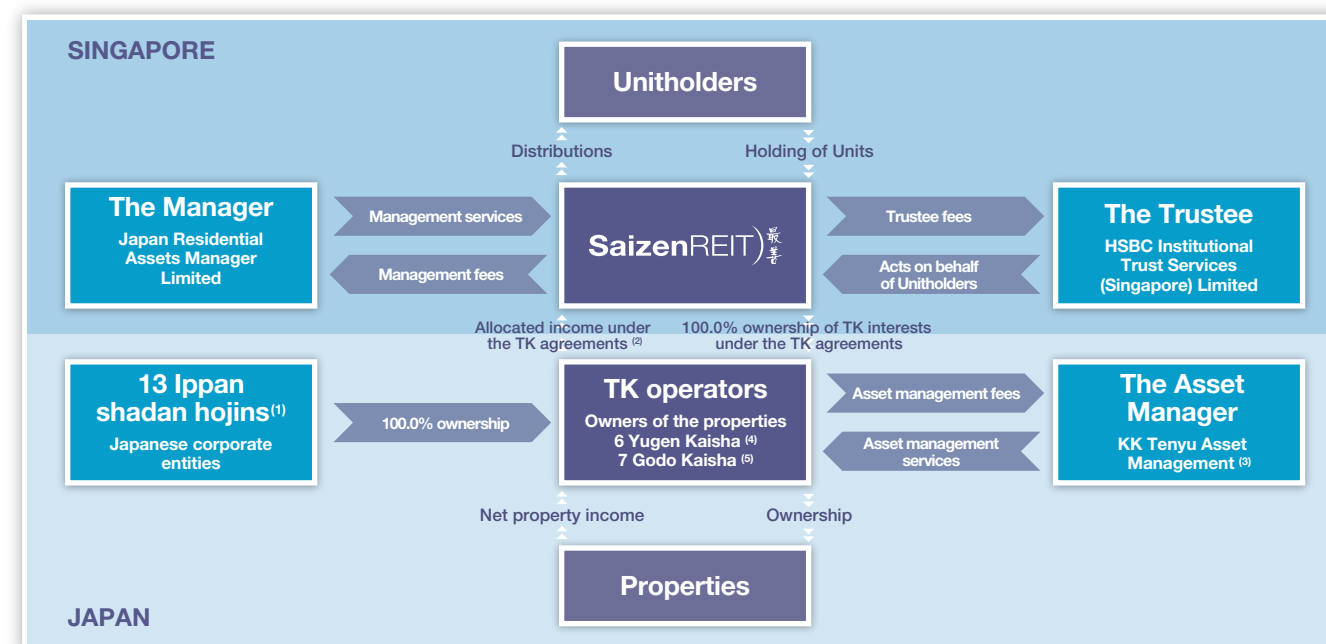 SINGAPORE
Unitholders
Distributions
Holding of Units
The Manager
Japan Residential
Assets Manager
Limited
Management services
Management fees
SaizenREIT)最善
Trustee fees
Acts on behalf
of Unitholders
The Trustee
HSBC Institutional
Trust Services
(Singapore) Limited
Allocated income under
the TK agreements (2)
100.0% ownership of TK interests
under the TK agreements
13 Ippan
shadan hojins(1)
Japanese corporate
entities
100.0% ownership
TK operators
Owners of the properties
6 Yugen Kaisha (4)
7 Godo Kaisha (5)
Asset management fees
Asset management
services
The Asset
Manager
KK Tenyu Asset
Management (3)
Net property income
Ownership
Properties
JAPAN